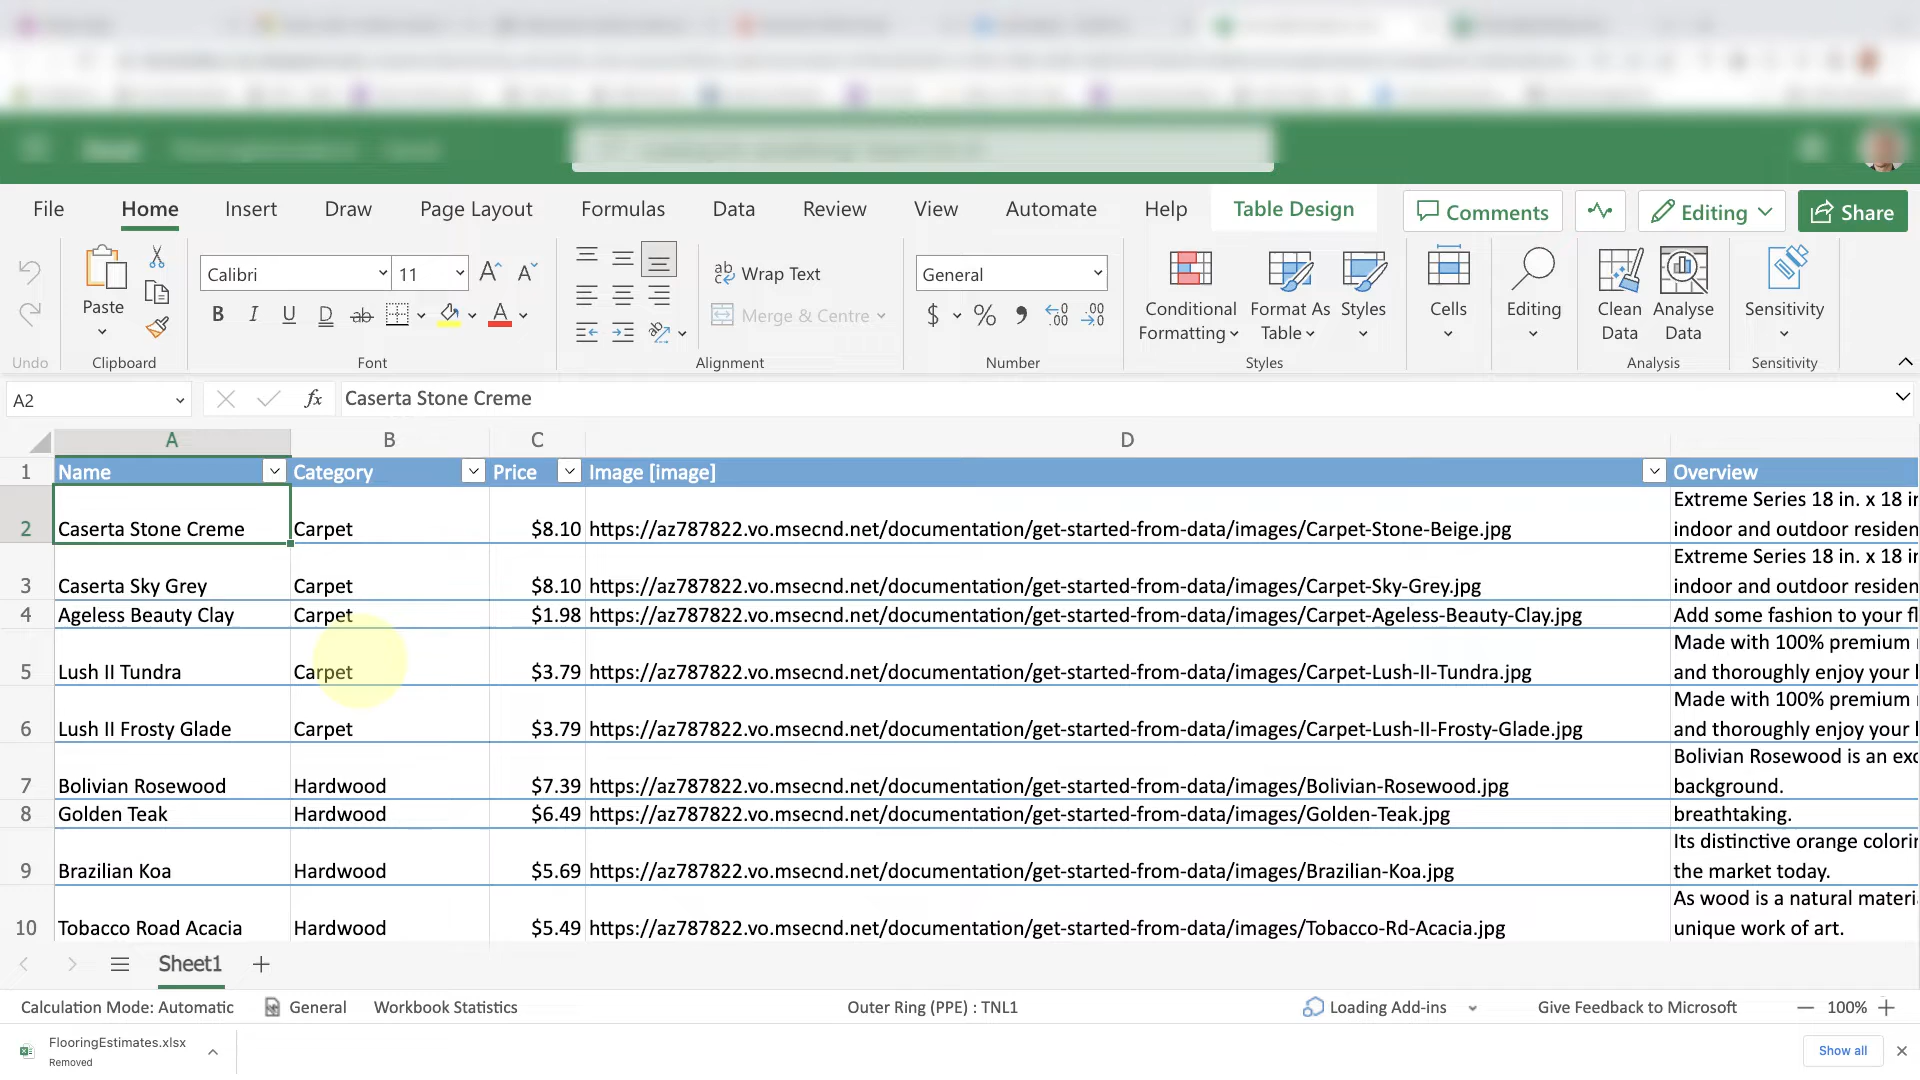 File Home Insert Draw Page Layout Formulas Data Review View Automate Help Table Design Comments Editing Share
Calibri 11 Wrap Text General
Paste B I U D ab Merge & Centre $ % , Conditional Formatting Format As Table Styles Cells Editing Clean Data Analyse Data Sensitivity
Undo Clipboard Font Alignment Number Styles Analysis Sensitivity
A2 fx Caserta Stone Creme
A B C D
1 Name Category Price Image [image] Overview
Extreme Series 18 in. x 18 i
2 Caserta Stone Creme Carpet $8.10 https://az787822.vo.msecnd.net/documentation/get-started-from-data/images/Carpet-Stone-Beige.jpg indoor and outdoor residen
Extreme Series 18 in. x 18 i
3 Caserta Sky Grey Carpet $8.10 https://az787822.vo.msecnd.net/documentation/get-started-from-data/images/Carpet-Sky-Grey.jpg indoor and outdoor residen
4 Ageless Beauty Clay Carpet $1.98 https://az787822.vo.msecnd.net/documentation/get-started-from-data/images/Carpet-Ageless-Beauty-Clay.jpg Add some fashion to your fl
Made with 100% premium
5 Lush II Tundra Carpet $3.79 https://az787822.vo.msecnd.net/documentation/get-started-from-data/images/Carpet-Lush-II-Tundra.jpg and thoroughly enjoy your
Made with 100% premium
6 Lush II Frosty Glade Carpet $3.79 https://az787822.vo.msecnd.net/documentation/get-started-from-data/images/Carpet-Lush-II-Frosty-Glade.jpg and thoroughly enjoy your
Bolivian Rosewood is an exc
7 Bolivian Rosewood Hardwood $7.39 https://az787822.vo.msecnd.net/documentation/get-started-from-data/images/Bolivian-Rosewood.jpg background.
8 Golden Teak Hardwood $6.49 https://az787822.vo.msecnd.net/documentation/get-started-from-data/images/Golden-Teak.jpg breathtaking.
Its distinctive orange colorin
9 Brazilian Koa Hardwood $5.69 https://az787822.vo.msecnd.net/documentation/get-started-from-data/images/Brazilian-Koa.jpg the market today.
As wood is a natural materi
10 Tobacco Road Acacia Hardwood $5.49 https://az787822.vo.msecnd.net/documentation/get-started-from-data/images/Tobacco-Rd-Acacia.jpg unique work of art.
Sheet1
Calculation Mode: Automatic General Workbook Statistics Outer Ring (PPE) : TNL1 Loading Add-ins Give Feedback to Microsoft 100%
FlooringEstimates.xlsx
Removed
Show all